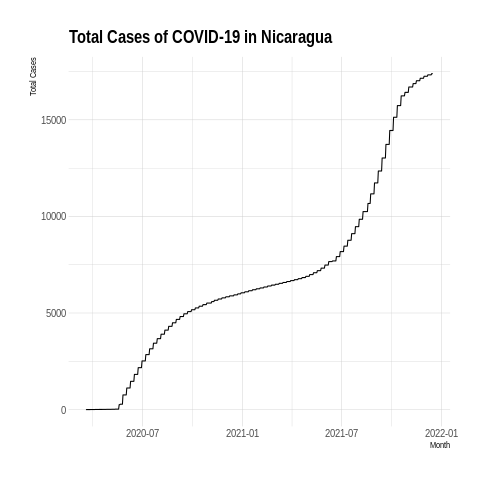 Total Cases of COVID-19 in Nicaragua
Total Cases
15000
10000
5000
0
2020-07
2021-01
2021-07
2022-01
Month